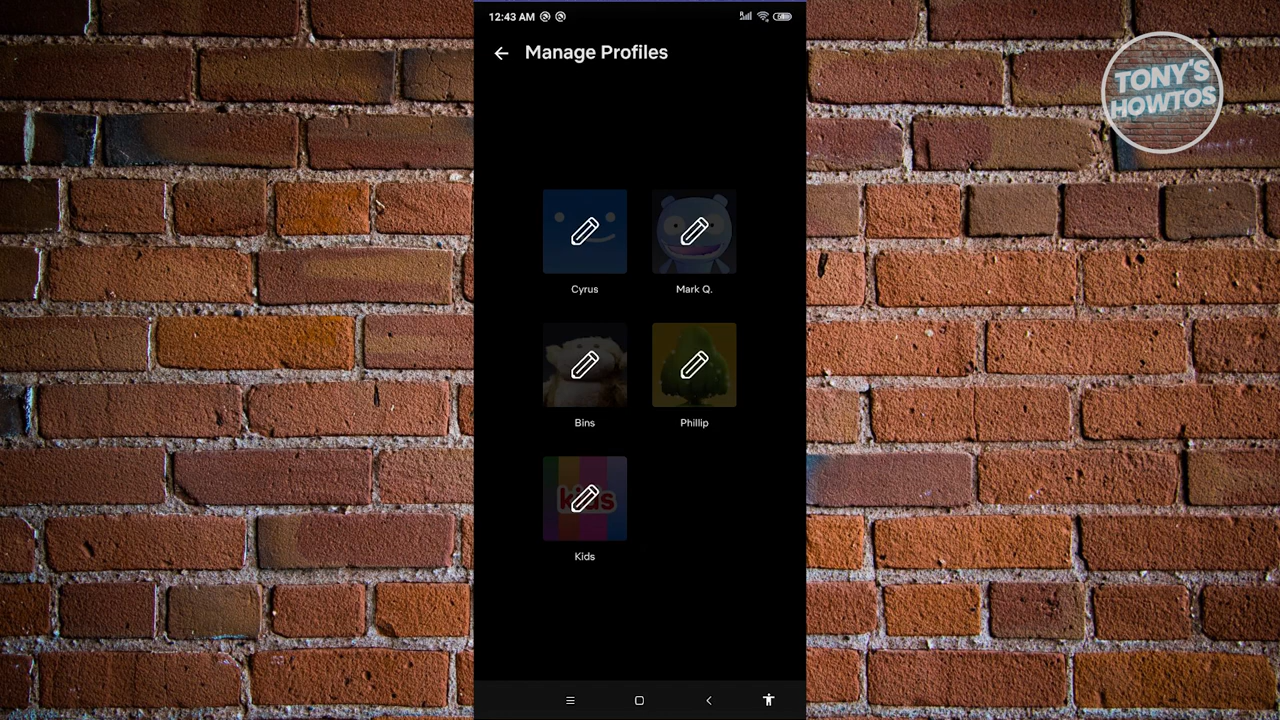 12:43 AM
Manage Profiles
TONY'S
HOWTOS
Cyrus
Mark Q.
Bins
Phillip
kids
Kids